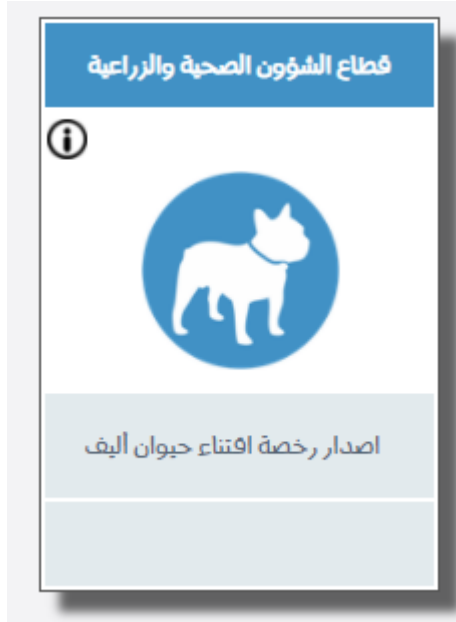 قطاع الشؤون الصحية والزراعية
اصدار رخصة اقتناء حيوان أليف